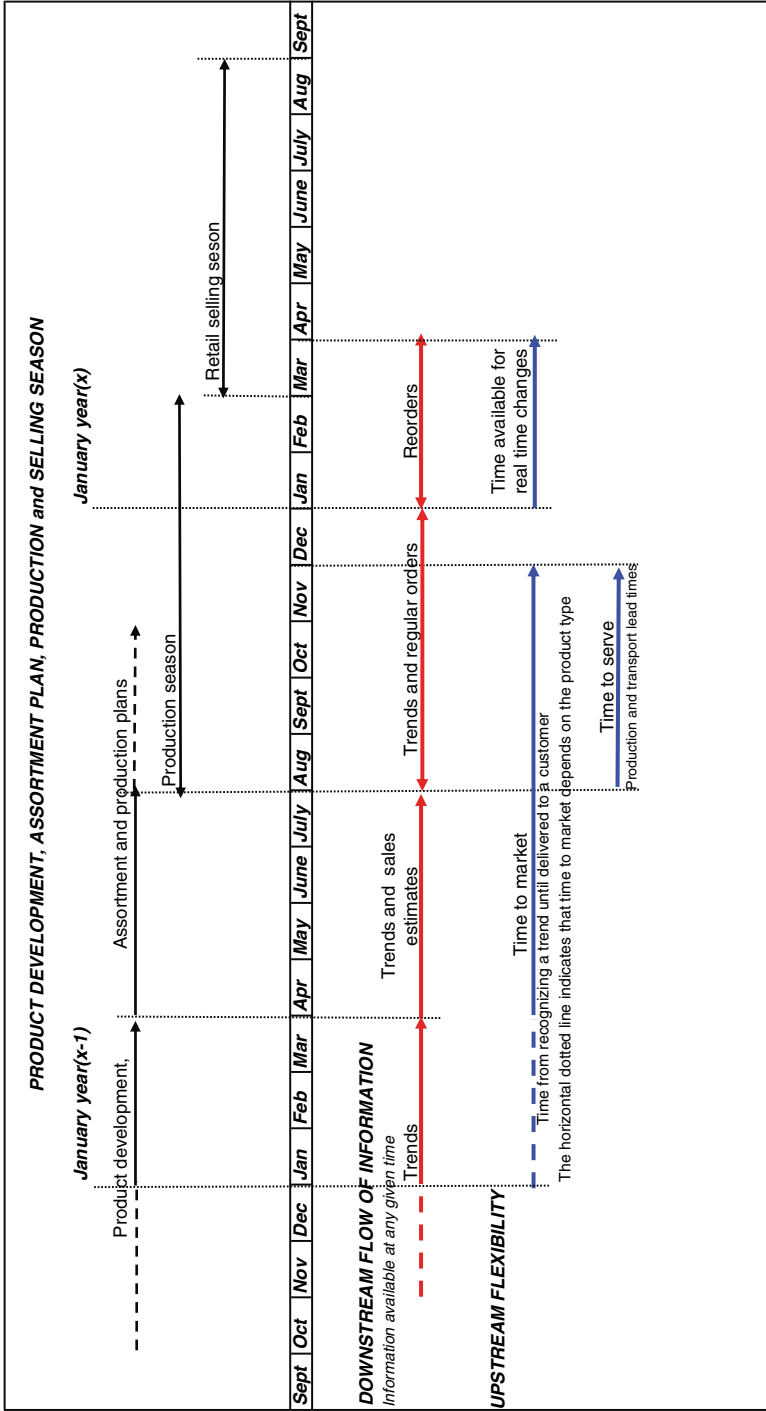 PRODUCT DEVELOPMENT, ASSORTMENT PLAN, PRODUCTION and SELLING SEASON
January year(x-1)
January year(x)
Product development,
Assortment and production plans
Production season
Retail selling seson
Sept Oct Nov Dec Jan Feb Mar Apr May June July Aug Sept Oct Nov Dec Jan Feb Mar Apr May June July Aug Sept
DOWNSTREAM FLOW OF INFORMATION
Information available at any given time
Trends
Trends and sales
estimates
Trends and regular orders
Reorders
UPSTREAM FLEXIBILITY
Time to market
Time from recognizing a trend until delivered to a customer
The horizontal dotted line indicates that time to market depends on the product type
Time available for
real time changes
Time to serve
Production and transport lead times